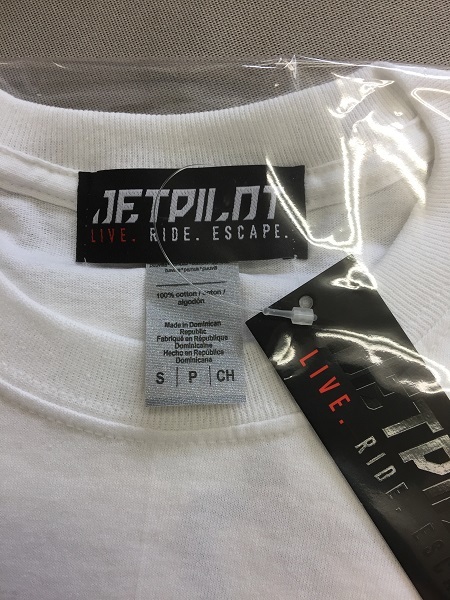 JETPILOT
LIVE. RIDE. ESCAPE.
100% cotton / coton /
algodón
Made in Dominican
Republic
Fabriqué en République
Dominicaine
Hecho en República
Dominicana
S | P | CH
LIVE. RIDE.